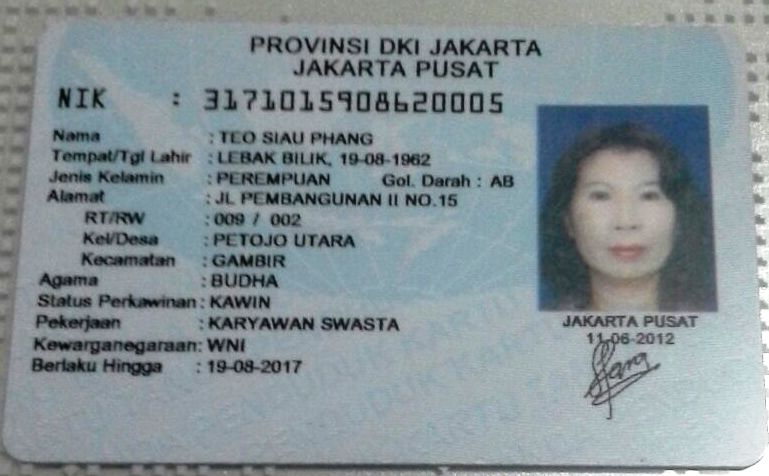 PROVINSI DKI JAKARTA
JAKARTA PUSAT
NIK : 3171015908620005
Nama : TEO SIAU PHANG
Tempat/Tgl Lahir : LEBAK BILIK, 19-08-1962
Jenis Kelamin : PEREMPUAN Gol. Darah : AB
Alamat : JL PEMBANGUNAN II NO.15
RT/RW : 009 / 002
Kel/Desa : PETOJO UTARA
Kecamatan : GAMBIR
Agama : BUDHA
Status Perkawinan : KAWIN
Pekerjaan : KARYAWAN SWASTA
Kewarganegaraan: WNI
Berlaku Hingga : 19-08-2017
JAKARTA PUSAT
11-06-2012